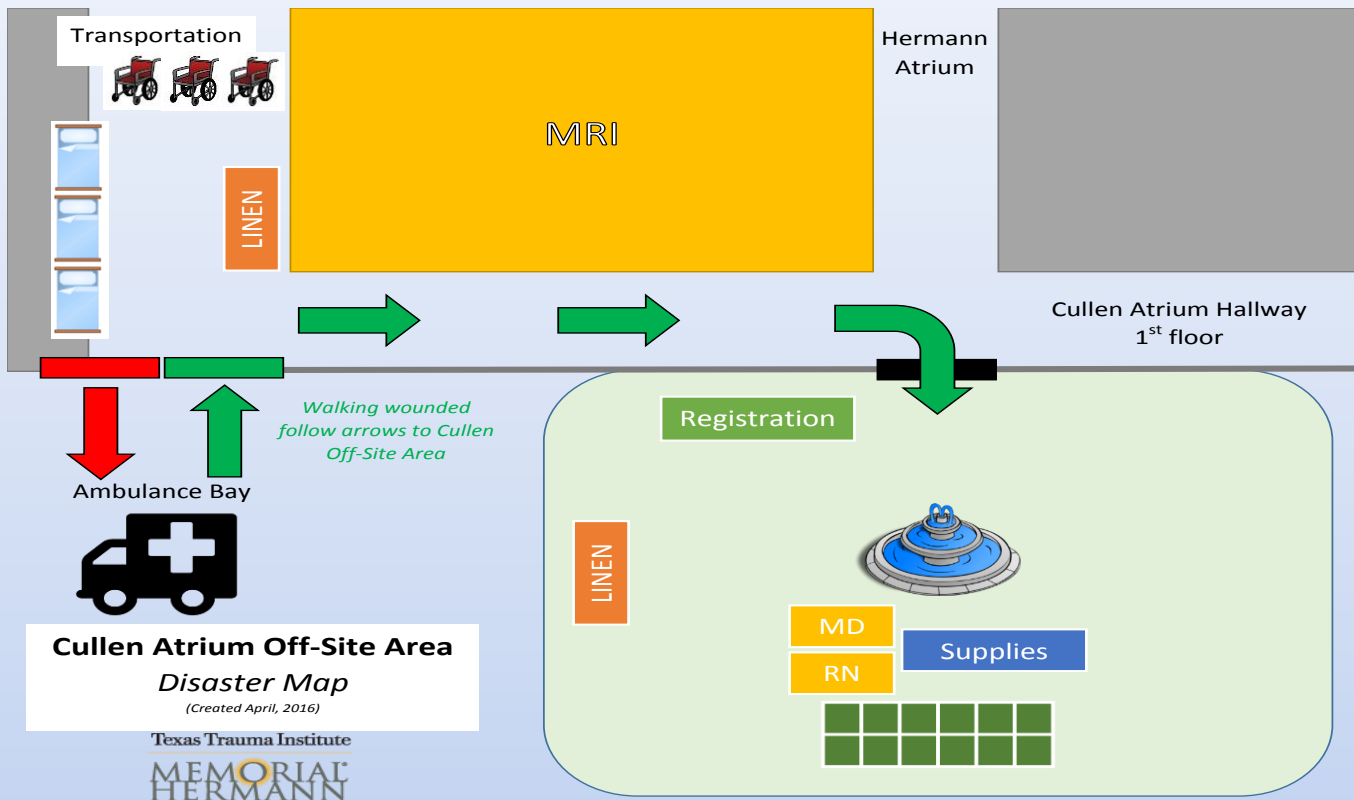 Transportation
Hermann
Atrium
MRI
LINEN
Cullen Atrium Hallway
1st floor
Walking wounded
follow arrows to Cullen
Off-Site Area
Registration
Ambulance Bay
LINEN
MD
RN
Supplies
Cullen Atrium Off-Site Area
Disaster Map
(Created April, 2016)
Texas Trauma Institute
MEMORIAL®
HERMANN